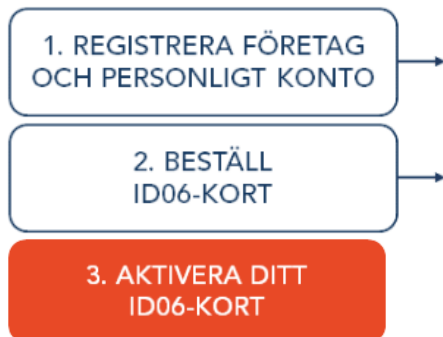 1. REGISTRERA FÖRETAG
OCH PERSONLIGT KONTO
2. BESTÄLL
ID06-KORT
3. AKTIVERA DITT
ID06-KORT